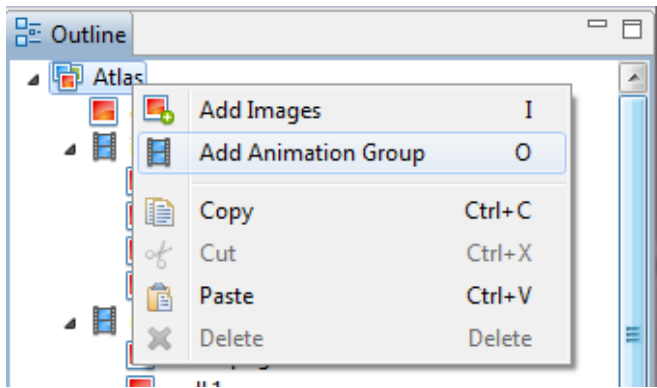 Outline
Atlas
Add Images I
Add Animation Group O
Copy Ctrl+C
Cut Ctrl+X
Paste Ctrl+V
Delete Delete